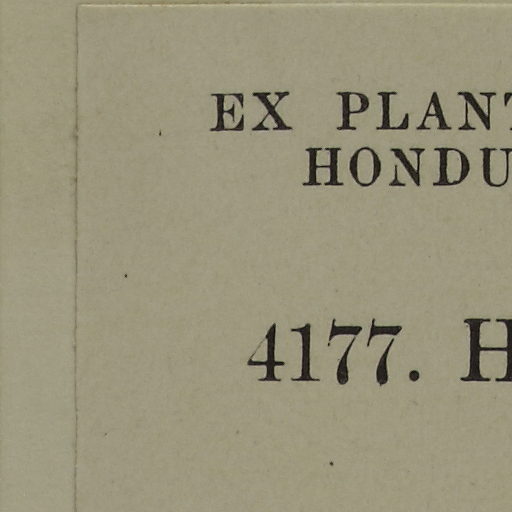 EX PLANT
HONDU
4177. H